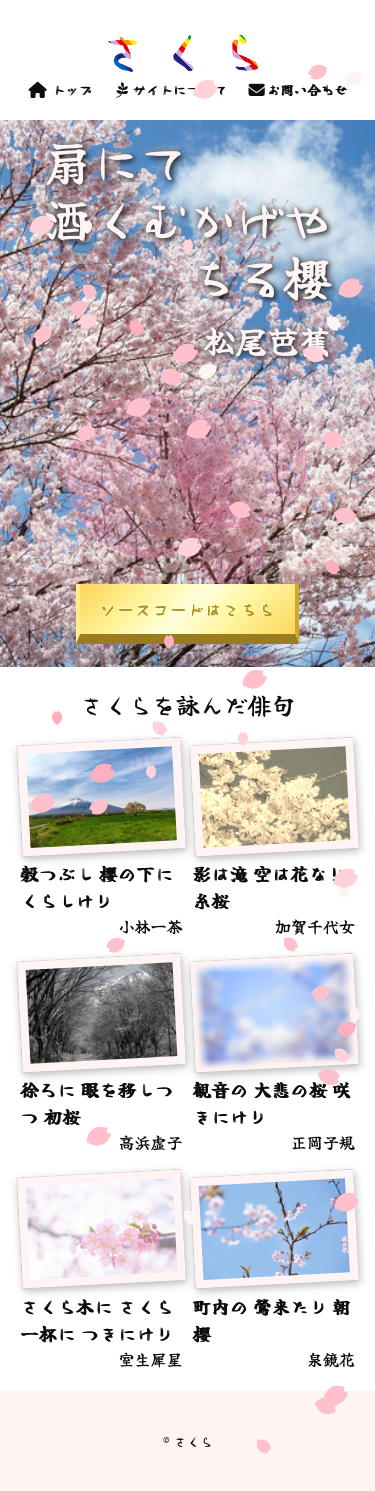 さくら
トップ サイトについて お問い合わせ
扇にて
酒くむかげや
ちる櫻
松尾芭蕉
ソースコードはこちら
さくらを詠んだ俳句
穀つぶし 櫻の下に
くらしけり
小林一茶
影は滝 空は花なり
糸桜
加賀千代女
徐ろに 眼を移しつ
つ 初桜
高浜虚子
観音の 大悲の桜 咲
きにけり
正岡子規
さくら木に さくら
一杯に つきにけり
室生犀星
町内の 鶯来たり 朝
櫻
泉鏡花
© さくら